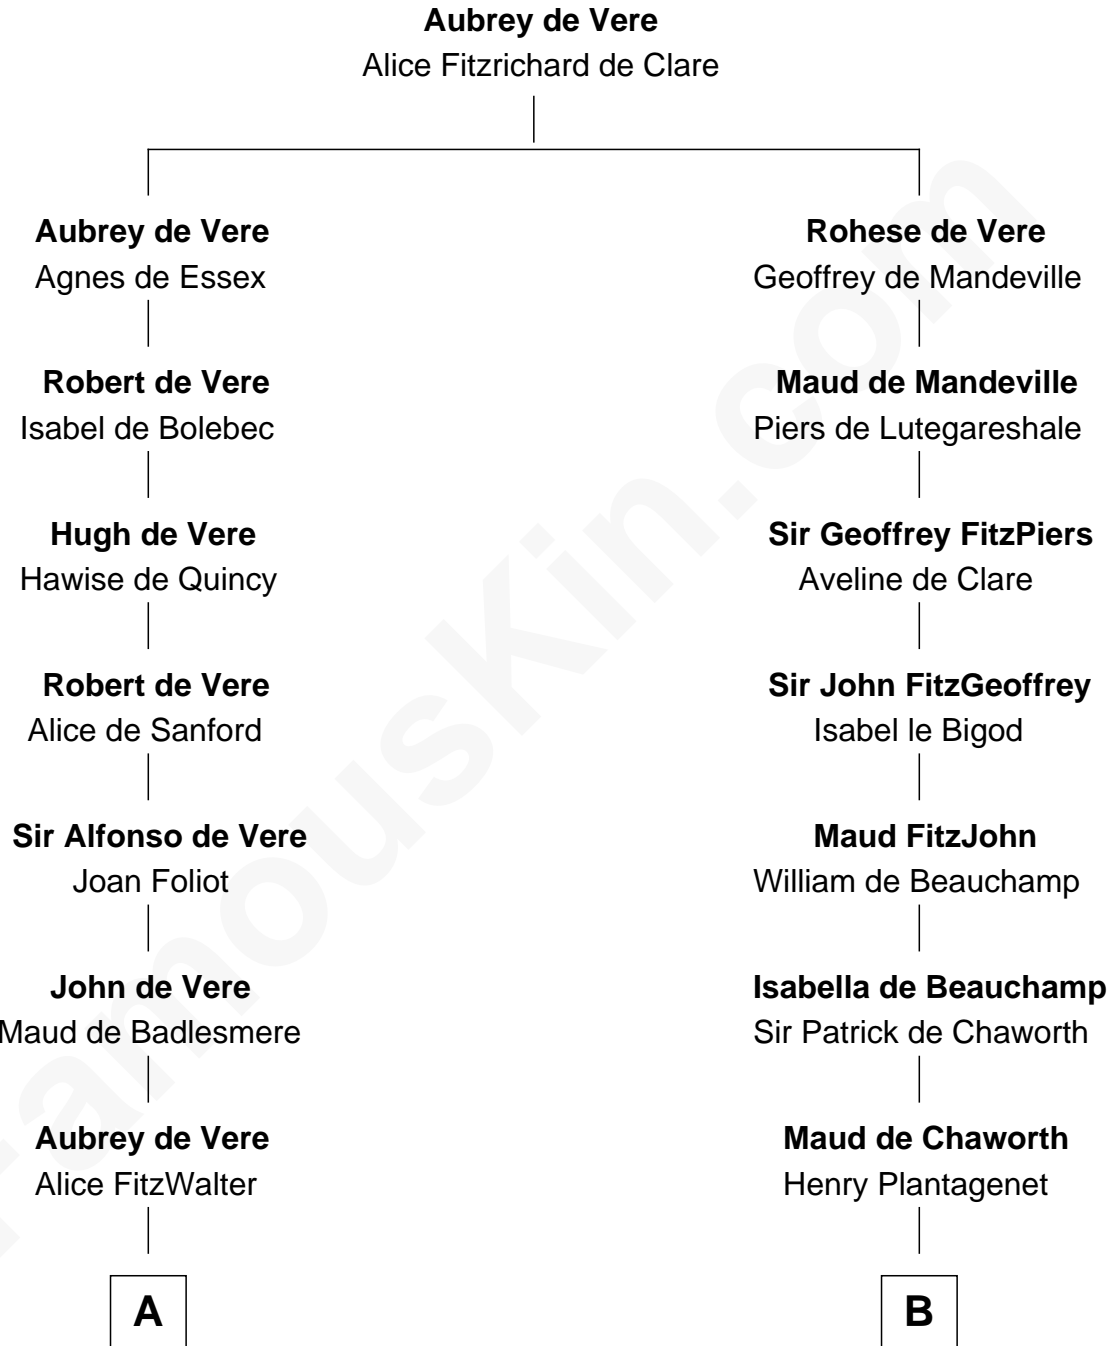 Aubrey de Vere
Alice Fitzrichard de Clare
Aubrey de Vere
Agnes de Essex
Rohese de Vere
Geoffrey de Mandeville
Robert de Vere
Isabel de Bolebec
Maud de Mandeville
Piers de Lutegareshale
Hugh de Vere
Hawise de Quincy
Sir Geoffrey FitzPiers
Aveline de Clare
Robert de Vere
Alice de Sanford
Sir John FitzGeoffrey
Isabel le Bigod
Sir Alfonso de Vere
Joan Foliot
Maud FitzJohn
William de Beauchamp
John de Vere
Maud de Badlesmere
Isabella de Beauchamp
Sir Patrick de Chaworth
Aubrey de Vere
Alice FitzWalter
Maud de Chaworth
Henry Plantagenet
A
B
FamousKin.com